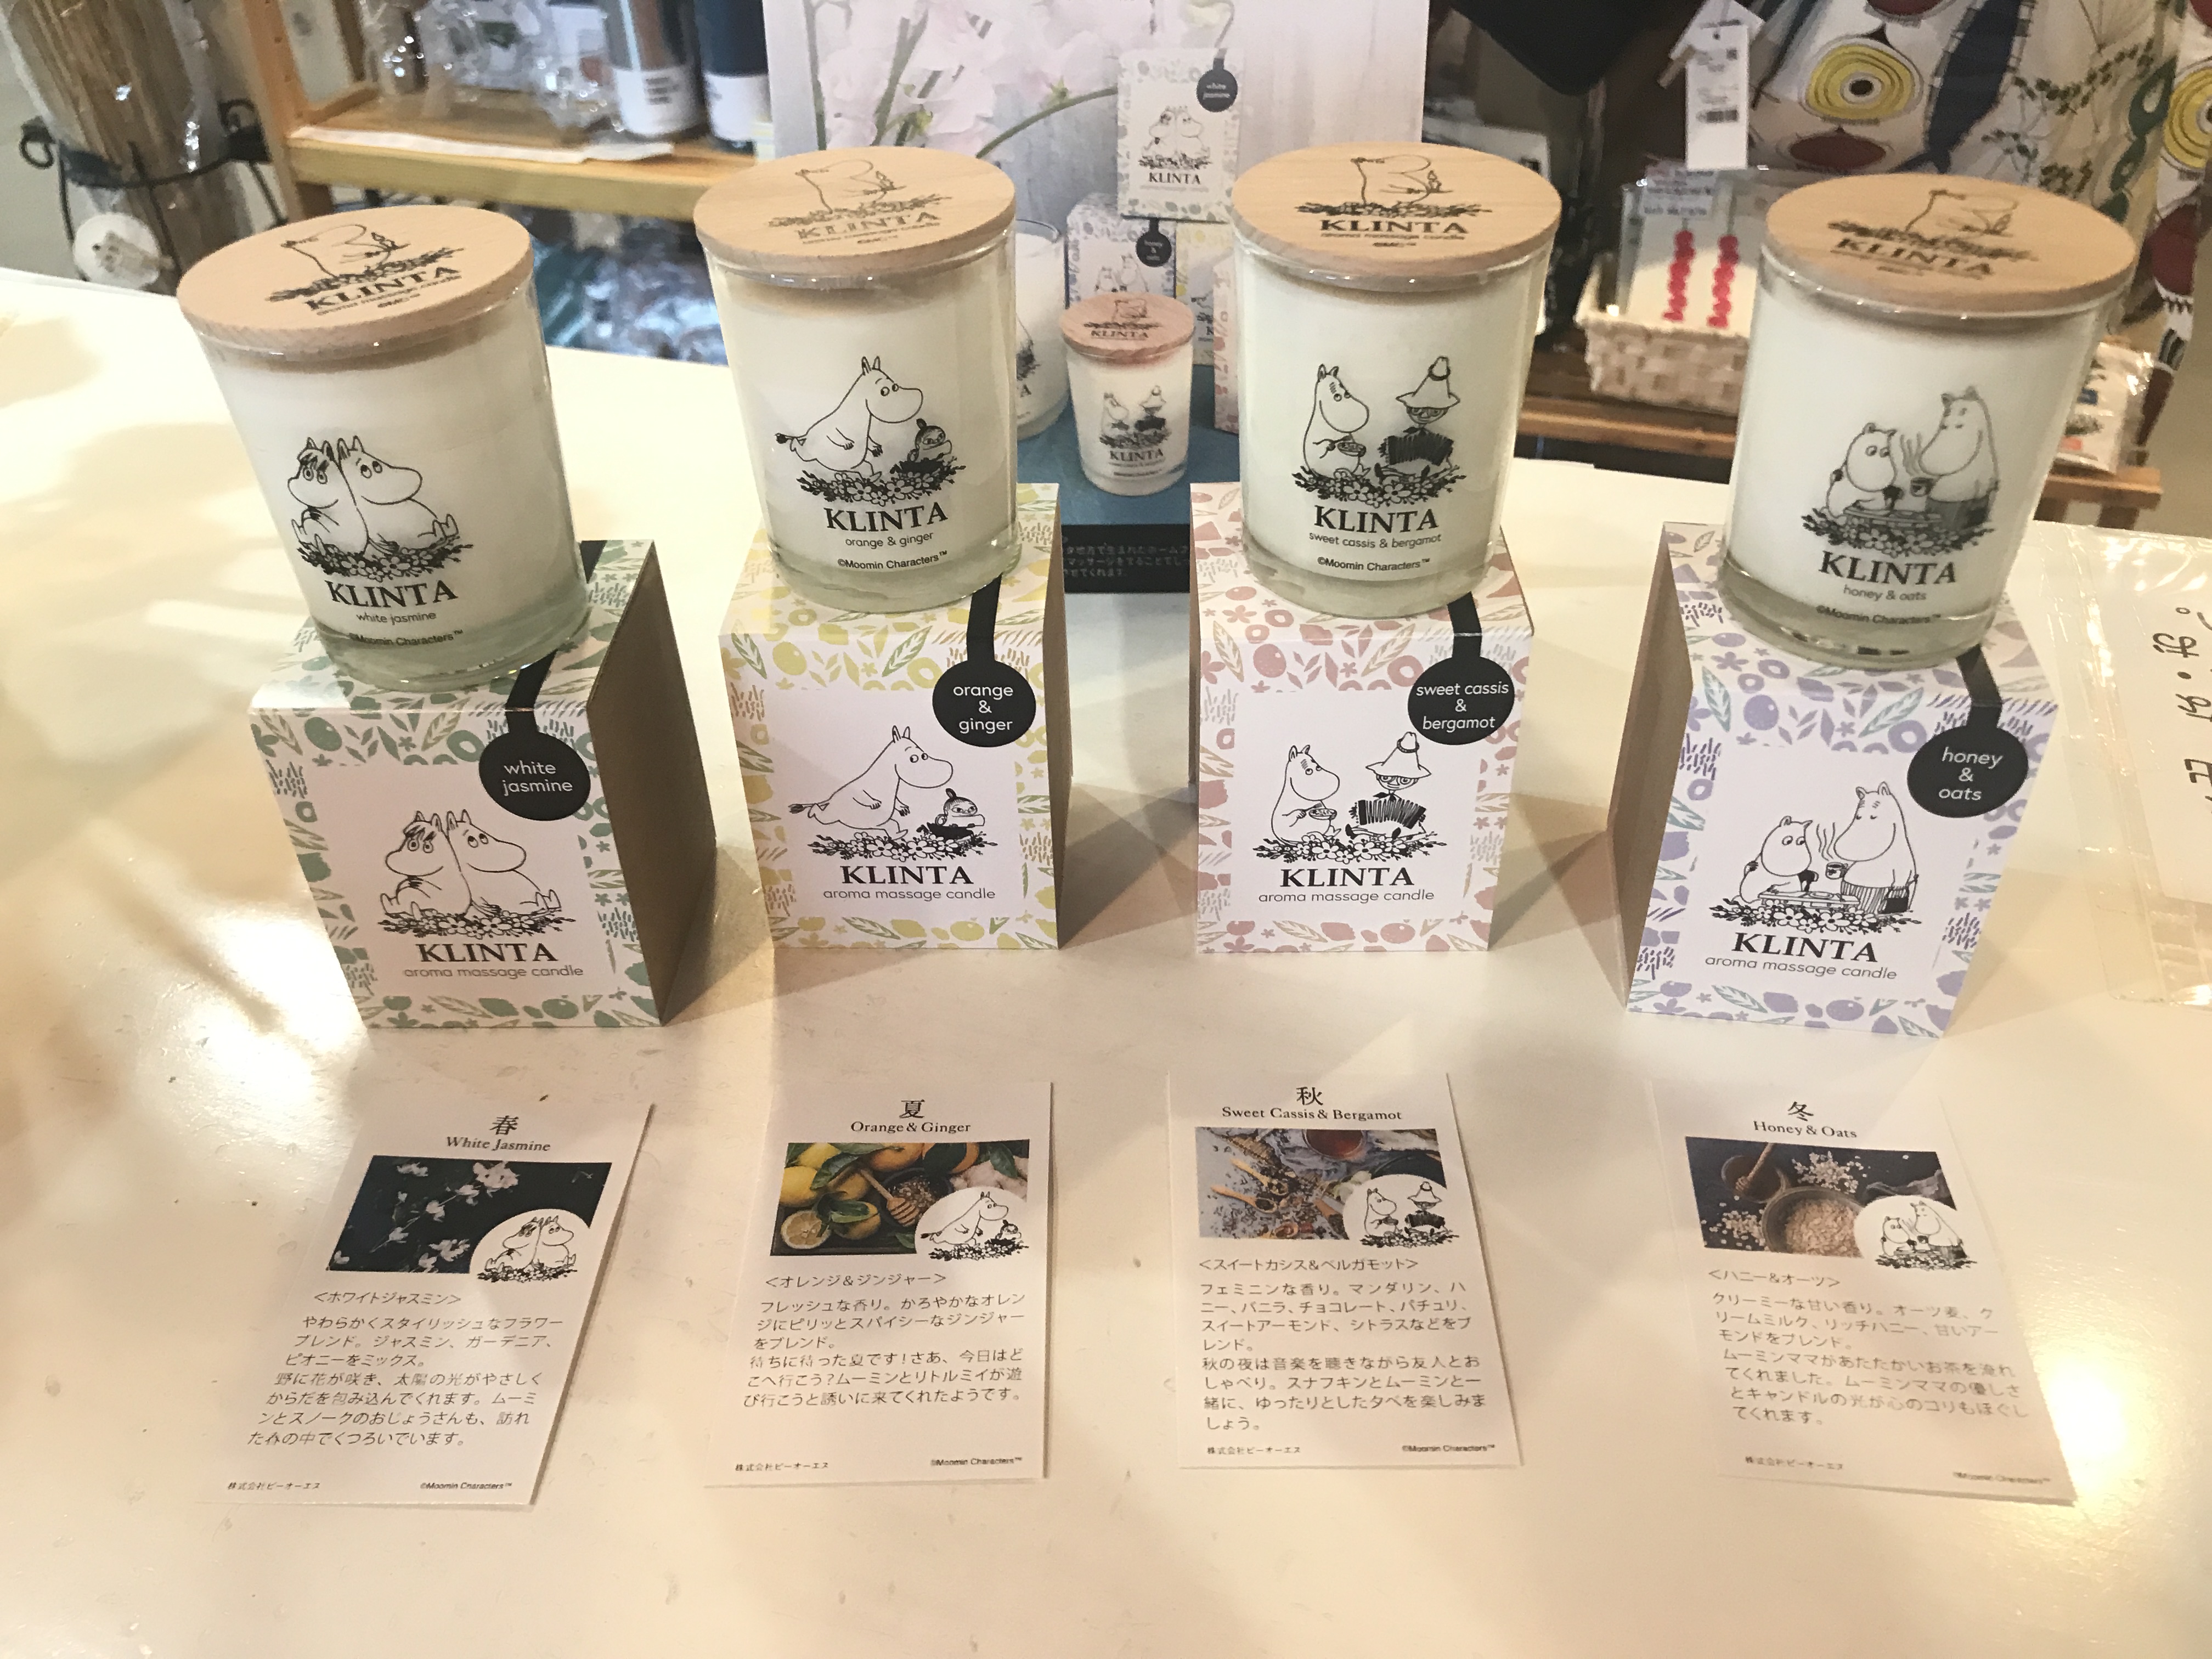 white
jasmine
KLINTA
honey
&
oats
KLINTA
KLINTA
KLINTA
aroma massage candle
KLINTA
aroma massage candle
KLINTA
aroma massage candle
KLINTA
KLINTA
white jasmine
©Moomin Characters™
KLINTA
orange & ginger
©Moomin Characters™
KLINTA
sweet cassis & bergamot
©Moomin Characters™
KLINTA
honey & oats
©Moomin Characters™
white
jasmine
KLINTA
aroma massage candle
orange
&
ginger
KLINTA
aroma massage candle
sweet cassis
&
bergamot
KLINTA
aroma massage candle
honey
&
oats
KLINTA
aroma massage candle
春
White Jasmine
<ホワイトジャスミン>
やわらかくスタイリッシュなフラワー
ブレンド。ジャスミン、ガーデニア、
ピオニーをミックス。
野に花が咲き、太陽の光がやさしく
からだを包み込んでくれます。ムーミ
ンとスノークのおじょうさんも、訪れ
た春の中でくつろいでいます。
株式会社ビーオーエス
©Moomin Characters™
夏
Orange & Ginger
<オレンジ&ジンジャー>
フレッシュな香り。かろやかなオレン
ジにピリッとスパイシーなジンジャー
をブレンド。
待ちに待った夏です!さあ、今日はど
こへ行こう?ムーミンとリトルミイが遊
び行こうと誘いに来てくれたようです。
株式会社ビーオーエス
©Moomin Characters™
秋
Sweet Cassis & Bergamot
<スイートカシス&ベルガモット>
フェミニンな香り。マンダリン、ハ
ニー、バニラ、チョコレート、パチュリ、
スイートアーモンド、シトラスなどをブ
レンド。
秋の夜は音楽を聴きながら友人とお
しゃべり。スナフキンとムーミンと一
緒に、ゆったりとした夕べを楽しみま
しょう。
株式会社ビーオーエス
©Moomin Characters™
冬
Honey & Oats
<ハニー&オーツ>
クリーミーな甘い香り。オーツ麦、ク
リームミルク、リッチハニー、甘いアー
モンドをブレンド。
ムーミンママがあたたかいお茶を淹れ
てくれました。ムーミンママの優しさ
とキャンドルの光が心のコリもほぐし
てくれます。
株式会社ビーオーエス
©Moomin Characters™